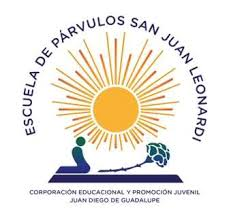 ESCUELA DE PÁRVULOS SAN JUAN LEONARDI
CORPORACIÓN EDUCACIONAL Y PROMOCIÓN JUVENIL
JUAN DIEGO DE GUADALUPE